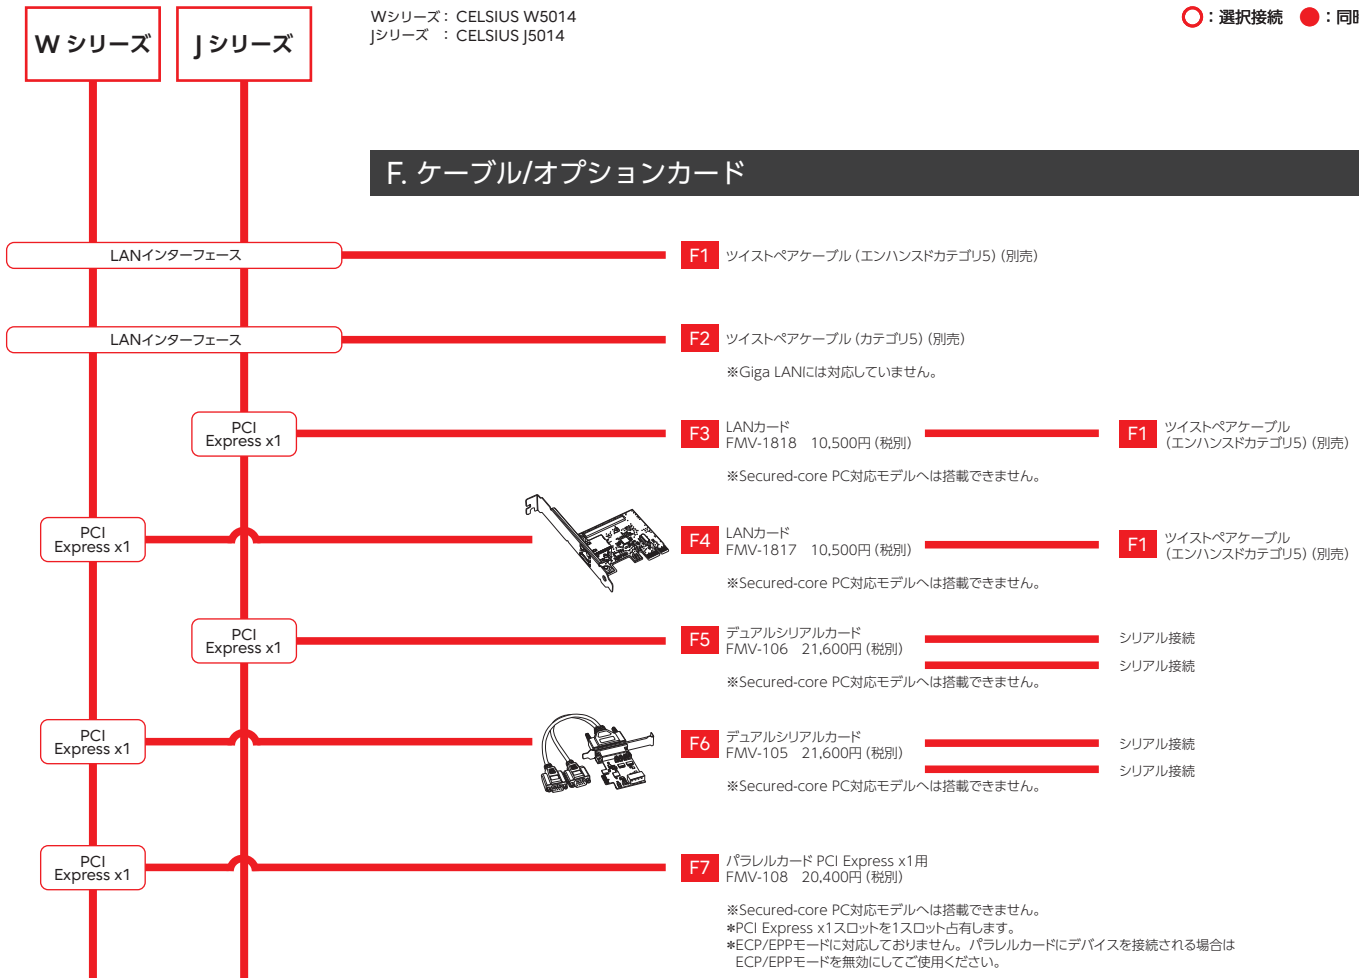 W シリーズ
J シリーズ
Wシリーズ： CELSIUS W5014
Jシリーズ ： CELSIUS J5014
：選択接続
：同
F. ケーブル/オプションカード
LANインターフェース
F1 ツイストペアケーブル（エンハンスドカテゴリ5）（別売）
LANインターフェース
F2 ツイストペアケーブル（カテゴリ5）（別売）
※Giga LANには対応していません。
PCI
Express x1
F3 LANカード
FMV-1818 10,500円（税別）
F1 ツイストペアケーブル
（エンハンスドカテゴリ5）（別売）
※Secured-core PC対応モデルへは搭載できません。
PCI
Express x1
F4 LANカード
FMV-1817 10,500円（税別）
F1 ツイストペアケーブル
（エンハンスドカテゴリ5）（別売）
※Secured-core PC対応モデルへは搭載できません。
PCI
Express x1
F5 デュアルシリアルカード
FMV-106 21,600円（税別）
シリアル接続
シリアル接続
※Secured-core PC対応モデルへは搭載できません。
PCI
Express x1
F6 デュアルシリアルカード
FMV-105 21,600円（税別）
シリアル接続
シリアル接続
※Secured-core PC対応モデルへは搭載できません。
PCI
Express x1
F7 パラレルカード PCI Express x1用
FMV-108 20,400円（税別）
※Secured-core PC対応モデルへは搭載できません。
*PCI Express x1スロットを1スロット占有します。
*ECP/EPPモードに対応しておりません。パラレルカードにデバイスを接続される場合は
ECP/EPPモードを無効にしてご使用ください。